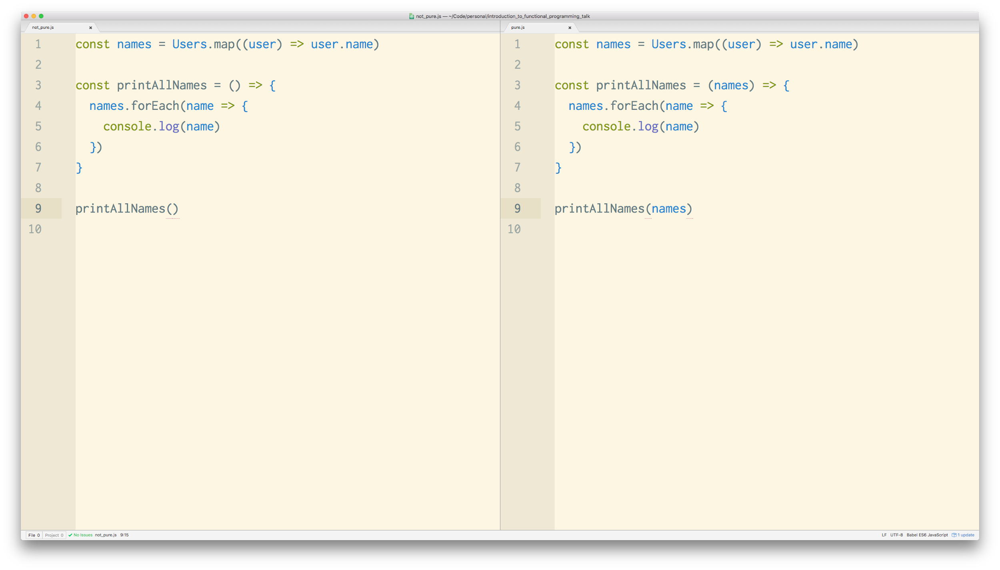 not_pure.js — ~/Code/personal/introduction_to_functional_programming_talk
not_pure.js
1 const names = Users.map((user) => user.name)
2
3 const printAllNames = () => {
4 names.forEach(name => {
5 console.log(name)
6 })
7 }
8
9 printAllNames()
10
pure.js
1 const names = Users.map((user) => user.name)
2
3 const printAllNames = (names) => {
4 names.forEach(name => {
5 console.log(name)
6 })
7 }
8
9 printAllNames(names)
10
File 0 Project 0 No Issues not_pure.js 9:15 LF UTF-8 Babel ES6 JavaScript 1 update